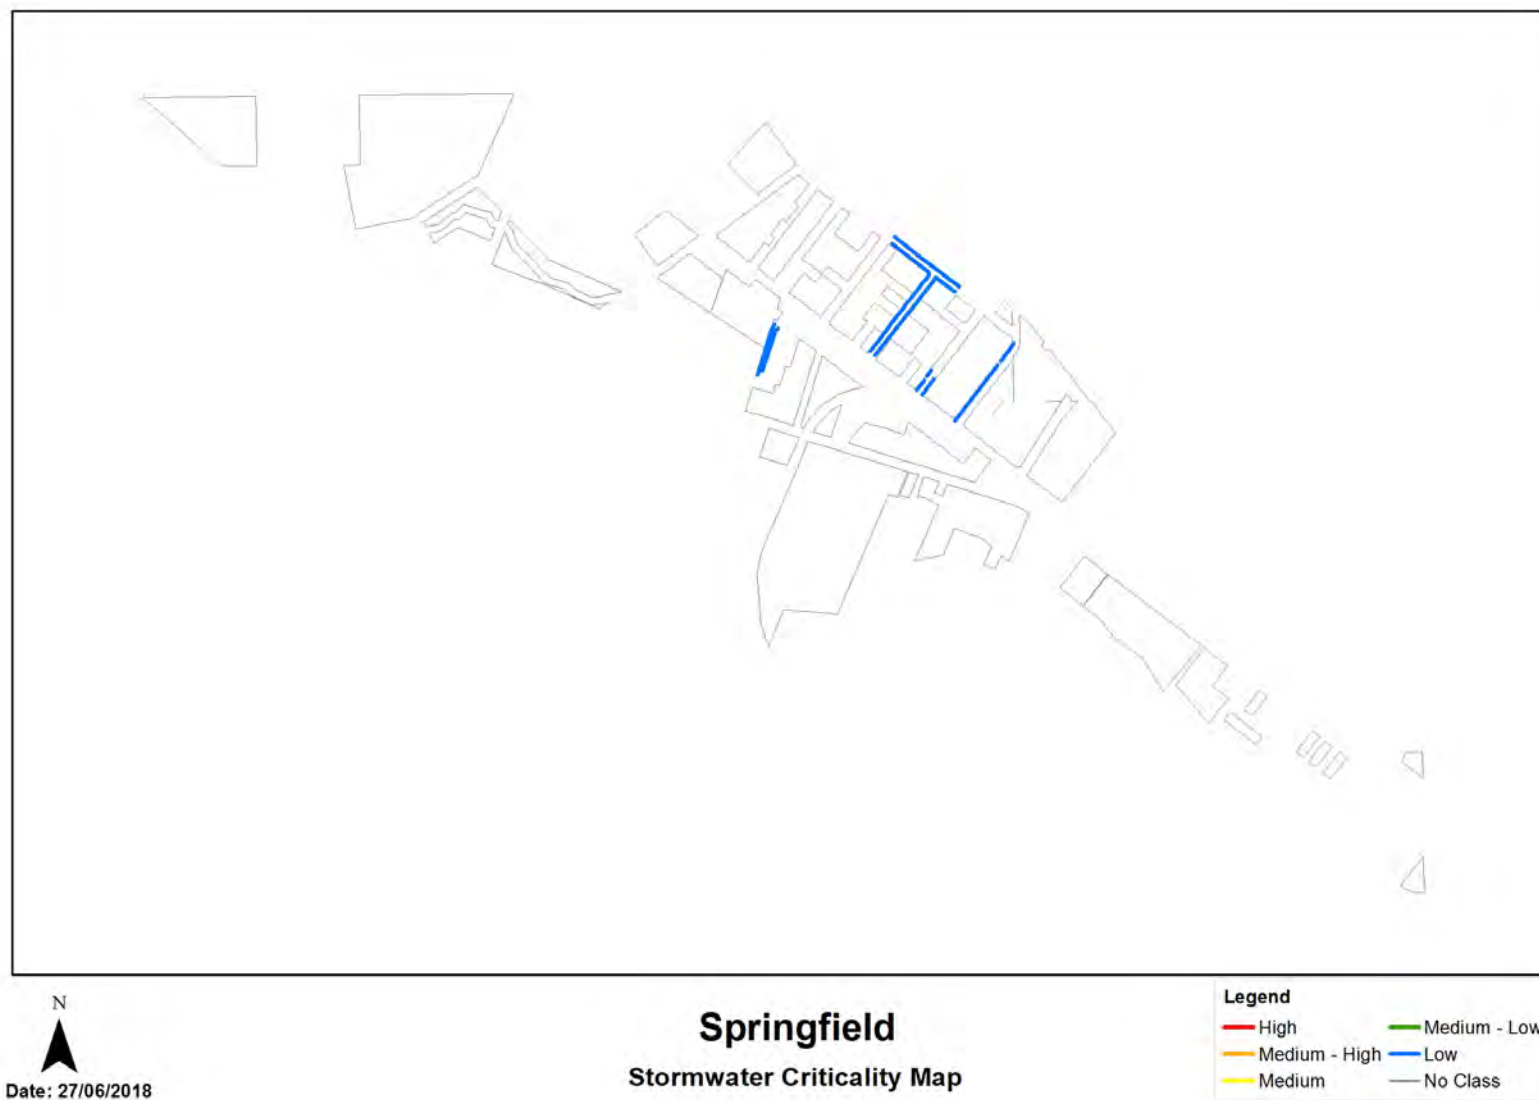 N
Date: 27/06/2018
Springfield
Stormwater Criticality Map
Legend
High
Medium - High
Medium
Medium - Low
Low
No Class